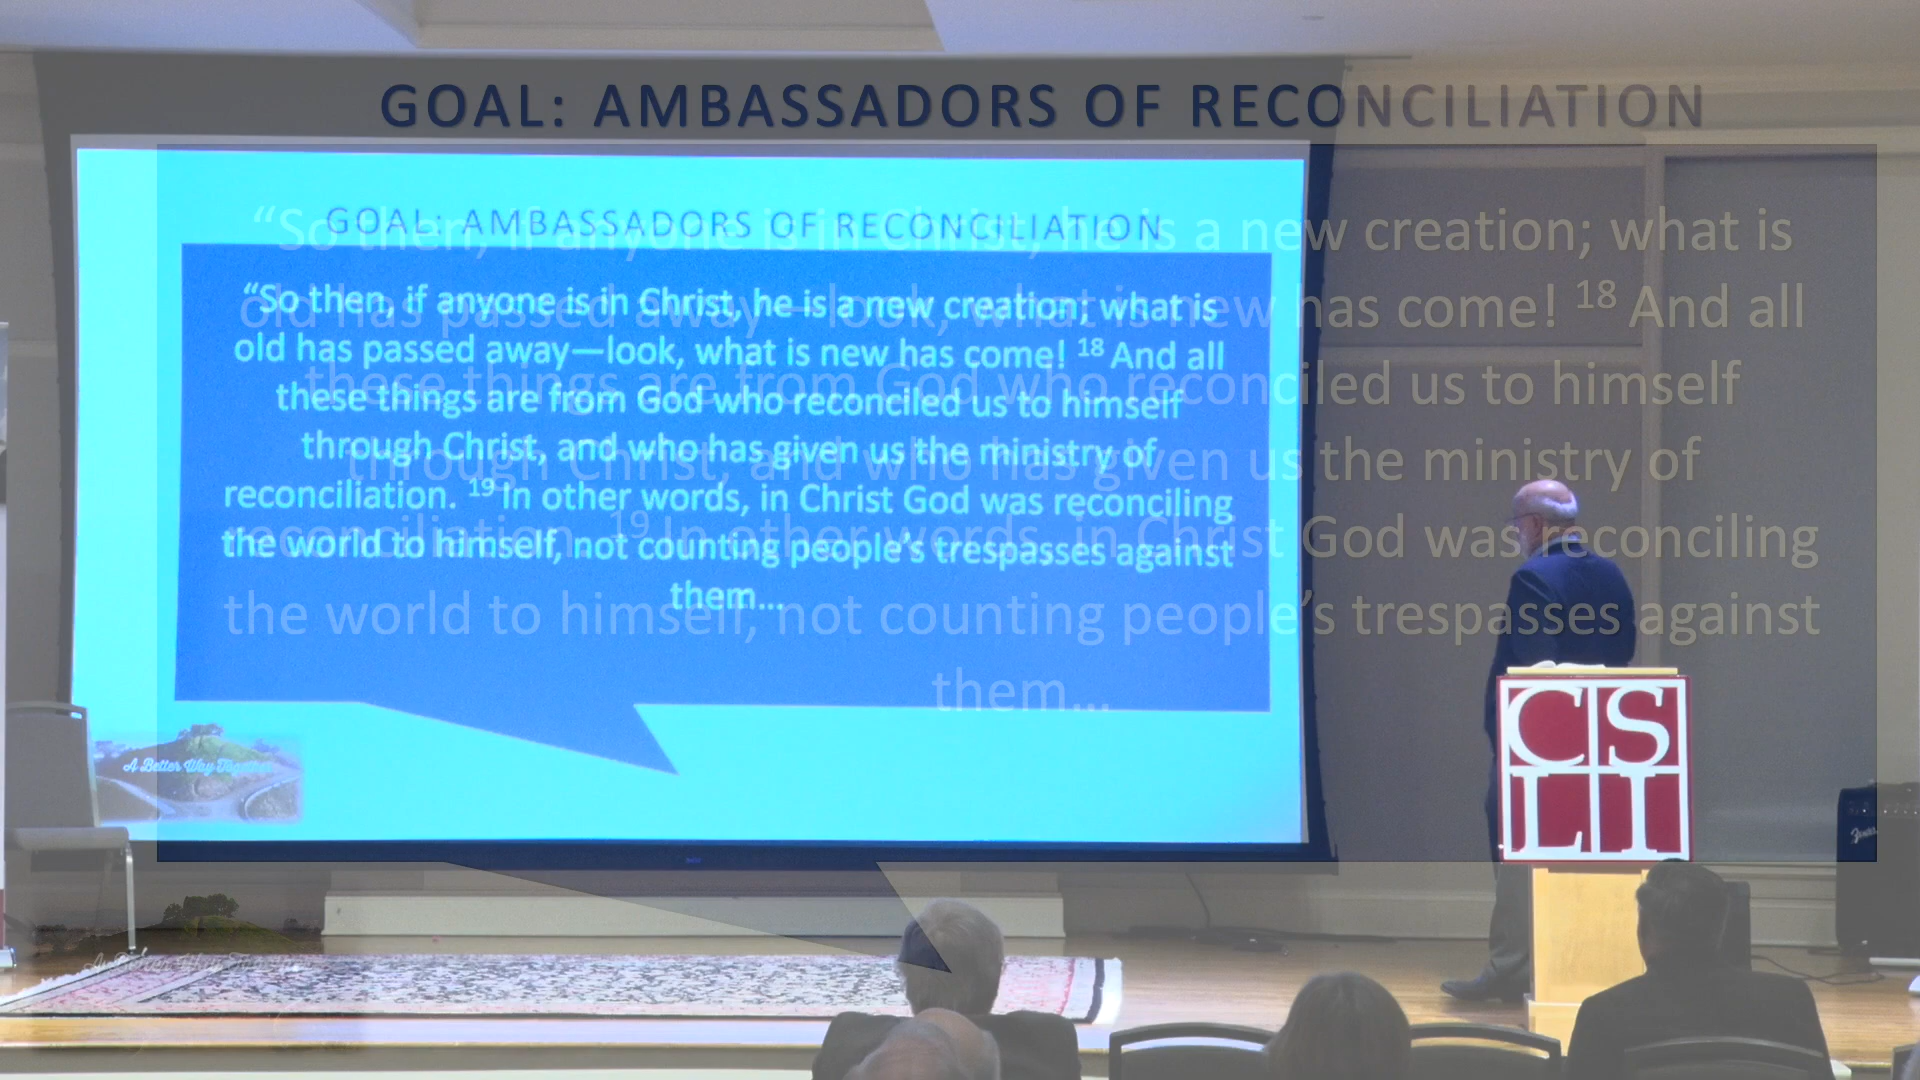 GOAL: AMBASSADORS OF RECONCILIATION
“So then, if anyone is in Christ, he is a new creation; what is
old has passed away—look, what is new has come! 18 And all
these things are from God who reconciled us to himself
through Christ, and who has given us the ministry of
reconciliation. 19 In other words, in Christ God was reconciling
the world to himself, not counting people’s trespasses against
them...
GOAL: AMBASSADORS OF RECONCILIATION
“So then, if anyone is in Christ, he is a new creation; what is
old has passed away—look, what is new has come! 18 And all
these things are from God who reconciled us to himself
through Christ, and who has given us the ministry of
reconciliation. 19 In other words, in Christ God was reconciling
the world to himself, not counting people’s trespasses against
them...
A Better Way Together
CS
LI
Fender
A Better Way Together